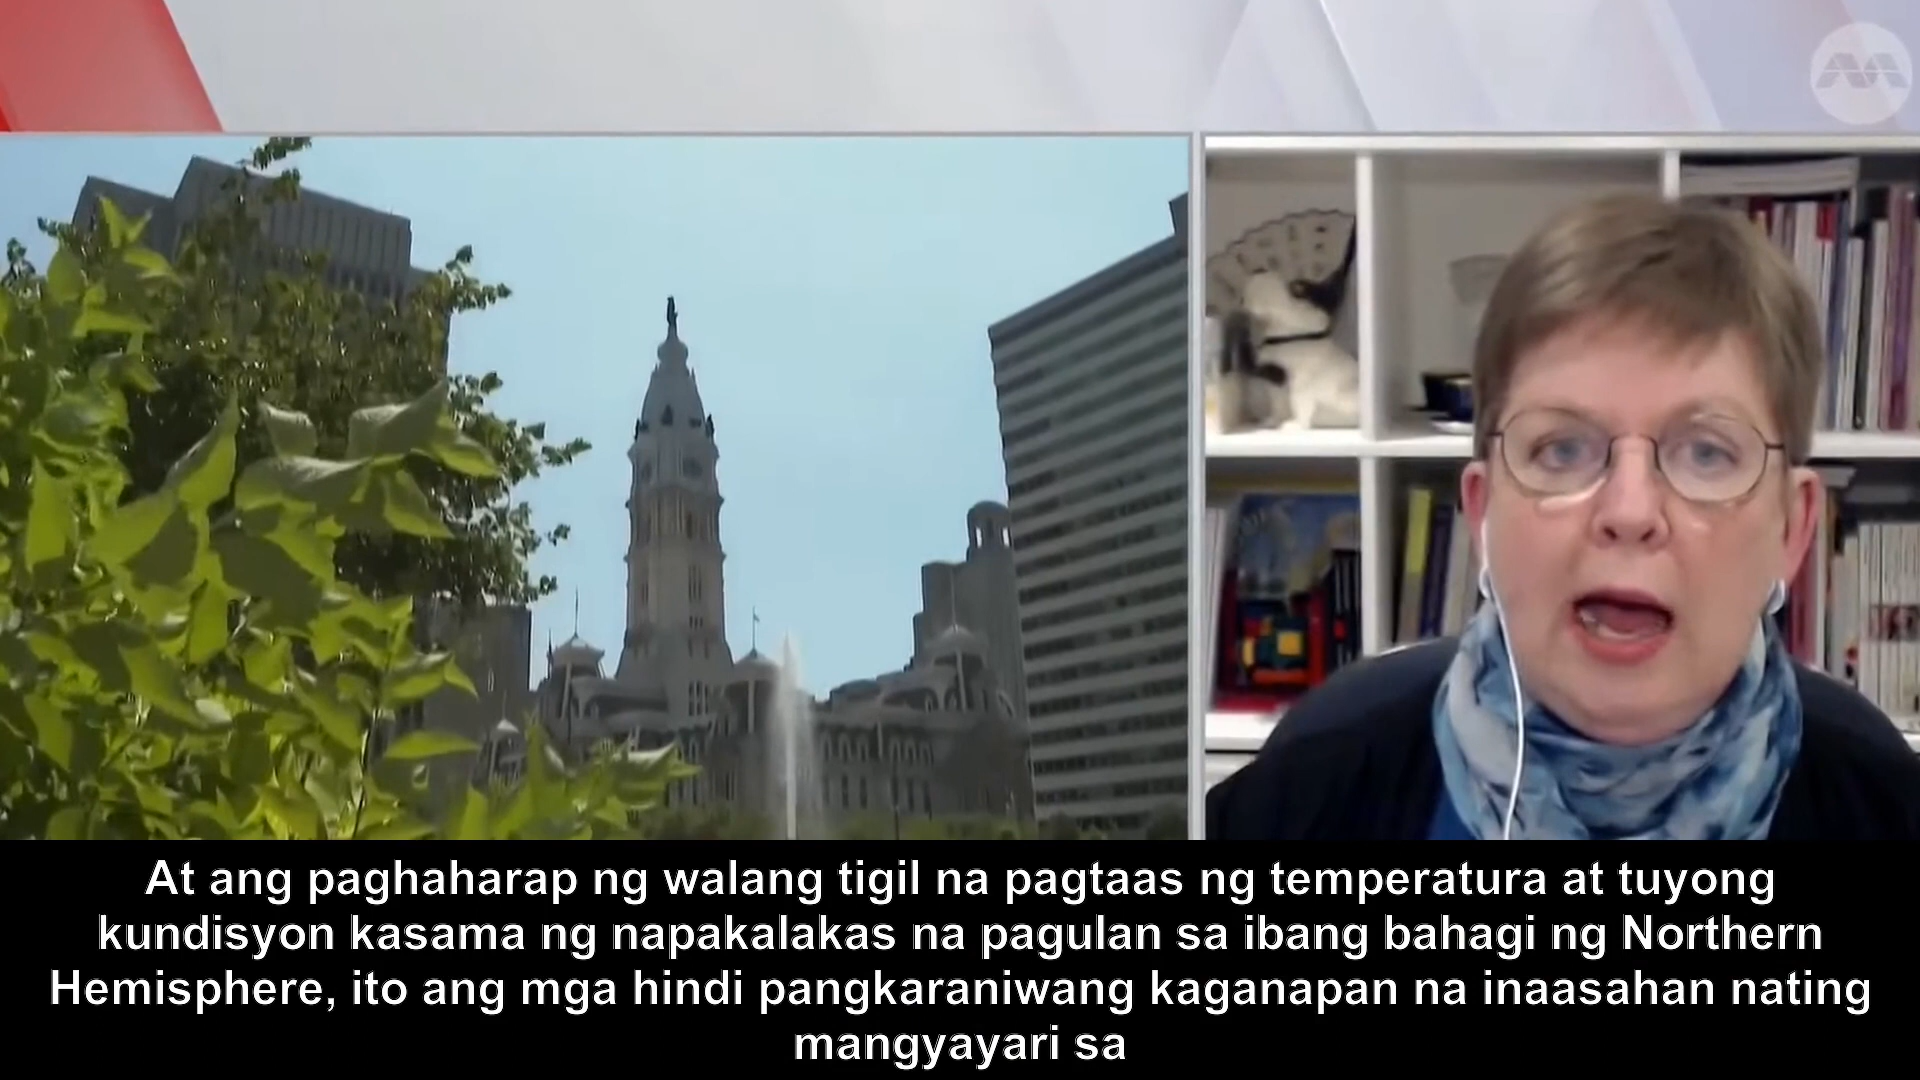 At ang paghaharap ng walang tigil na pagtaas ng temperatura at tuyong
kundisyon kasama ng napakalakas na pagulan sa ibang bahagi ng Northern
Hemisphere, ito ang mga hindi pangkaraniwang kaganapan na inaasahan nating
mangyayari sa